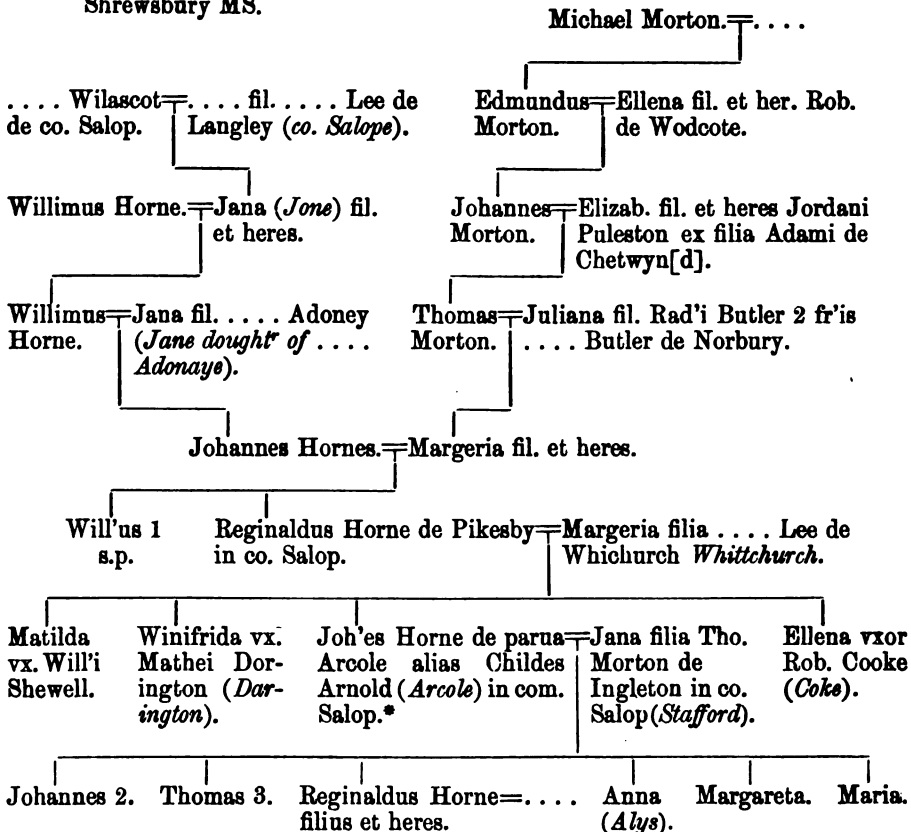 Shrewsbury MS.
Michael Morton.=. . . .
. . . . Wilascot=. . . . fil. . . . . Lee de
de co. Salop. Langley (co. Salope).
Edmundus=Ellena fil. et her. Rob.
Morton. de Wodcote.
Willimus Horne.=Jana (Jone) fil.
et heres.
Johannes=Elizab. fil. et heres Jordani
Morton. Puleston ex filia Adami de
Chetwyn[d].
Willimus=Jana fil. . . . . . Adoney
Horne. (Jane dought^r of . . . .
Adonaye).
Thomas=Juliana fil. Rad'i Butler 2 fr'is
Morton. . . . . Butler de Norbury.
Johannes Hornes.=Margeria fil. et heres.
Will'us 1
s.p.
Reginaldus Horne de Pikesby=Margeria filia . . . . Lee de
in co. Salop. Whichurch Whittchurch.
Matilda
vx. Will'i
Shewell.
Winifrida vx.
Mathei Dor-
ington (Dar-
ington).
Joh'es Horne de parua=Jana filia Tho.
Arcole alias Childes Morton de
Arnold (Arcole) in com. Ingleton in co.
Salop.* Salop (Stafford).
Ellena vxor
Rob. Cooke
(Coke).
Johannes 2. Thomas 3. Reginaldus Horne=. . . . Anna Margareta. Maria.
filius et heres. (Alys).